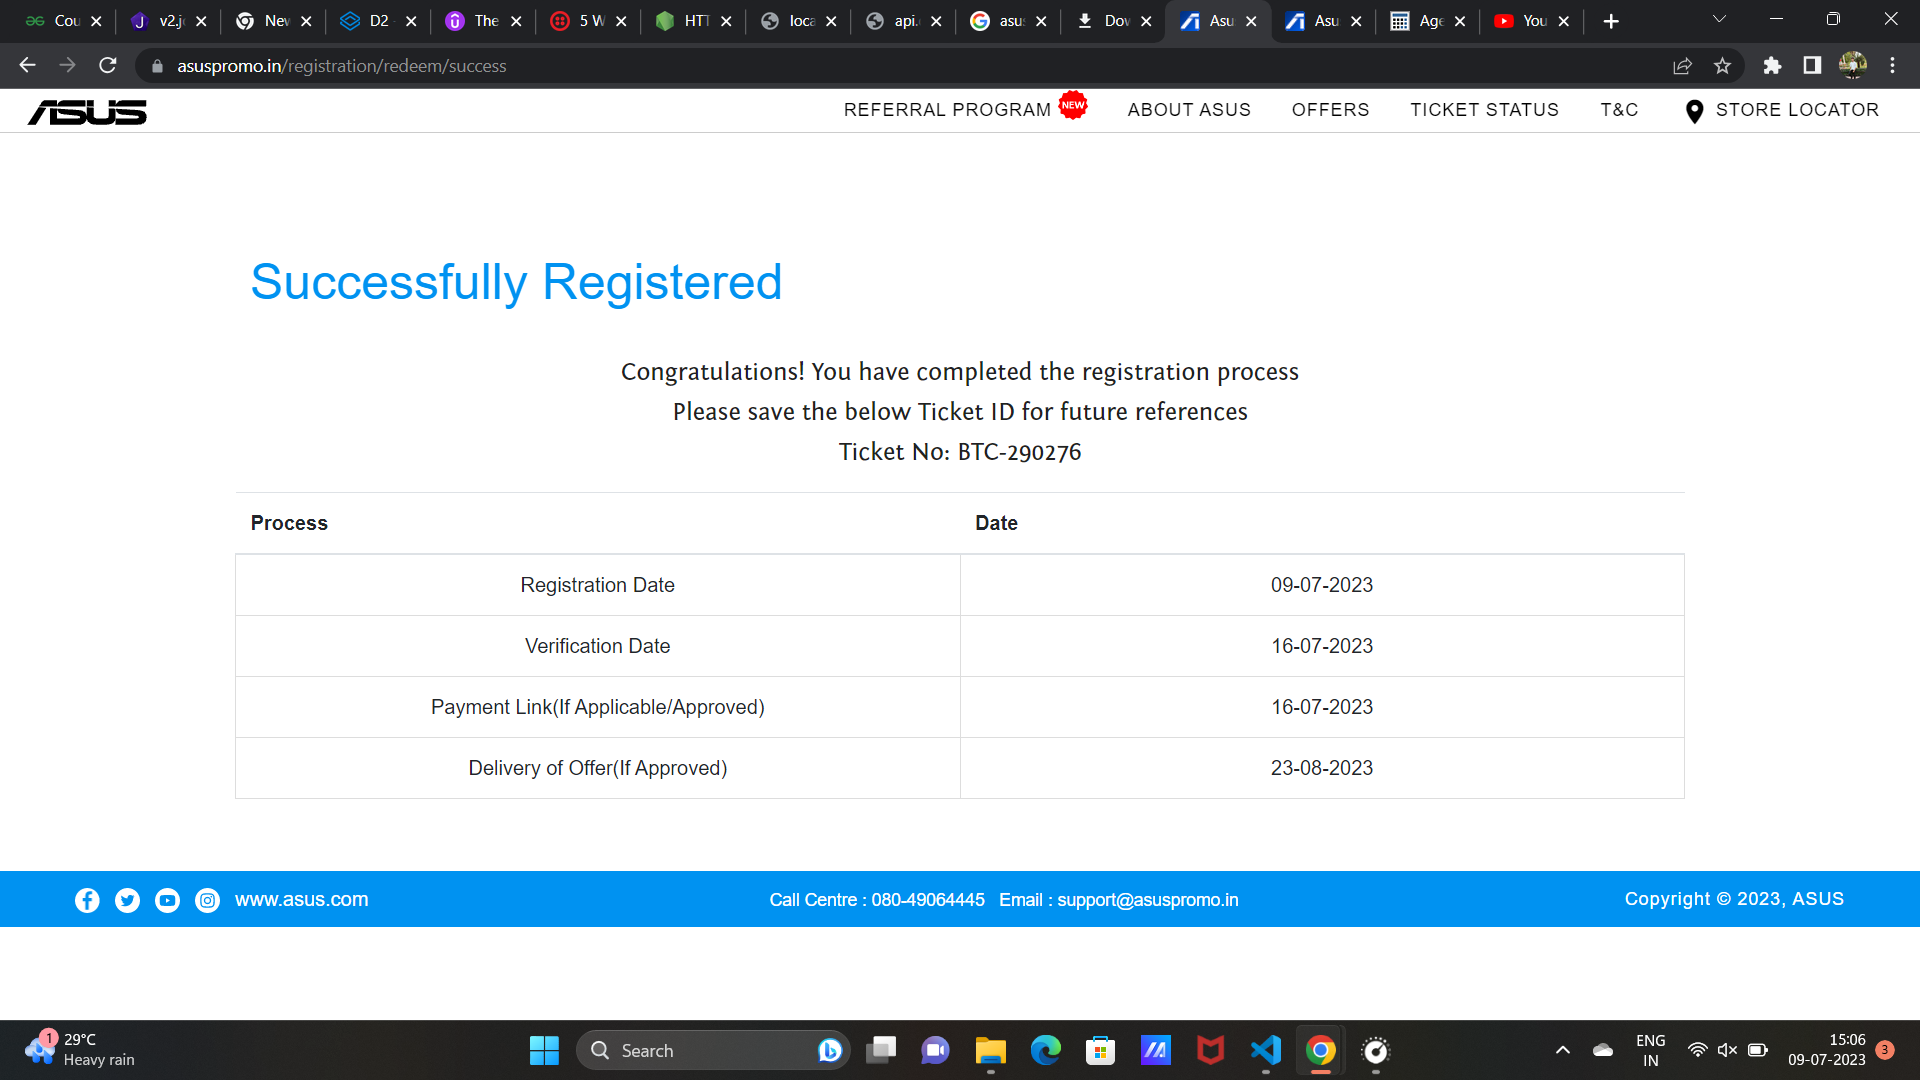 Cou
v2.j
Nev
D2
The
5 W
HTT
loca
api.
asu
Dov
Asu
Asu
Age
You
asuspromo.in/registration/redeem/success
ASUS
REFERRAL PROGRAM NEW ABOUT ASUS OFFERS TICKET STATUS T&C STORE LOCATOR
Successfully Registered
Congratulations! You have completed the registration process
Please save the below Ticket ID for future references
Ticket No: BTC-290276
Process Date
Registration Date 09-07-2023
Verification Date 16-07-2023
Payment Link(If Applicable/Approved) 16-07-2023
Delivery of Offer(If Approved) 23-08-2023
www.asus.com Call Centre : 080-49064445 Email : support@asuspromo.in Copyright © 2023, ASUS
1
29°C
Heavy rain
Search
ENG
IN
15:06
09-07-2023
3